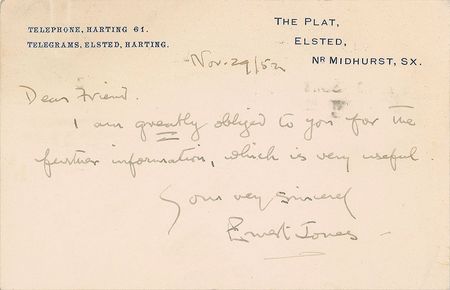 TELEPHONE, HARTING 61.
TELEGRAMS, ELSTED, HARTING.
THE PLAT,
ELSTED,
NR MIDHURST, SX.
Nov. 29/52
Dear Friend.
I am greatly obliged to you for the
further information, which is very useful
Yours very sincerely
Ernest Jones